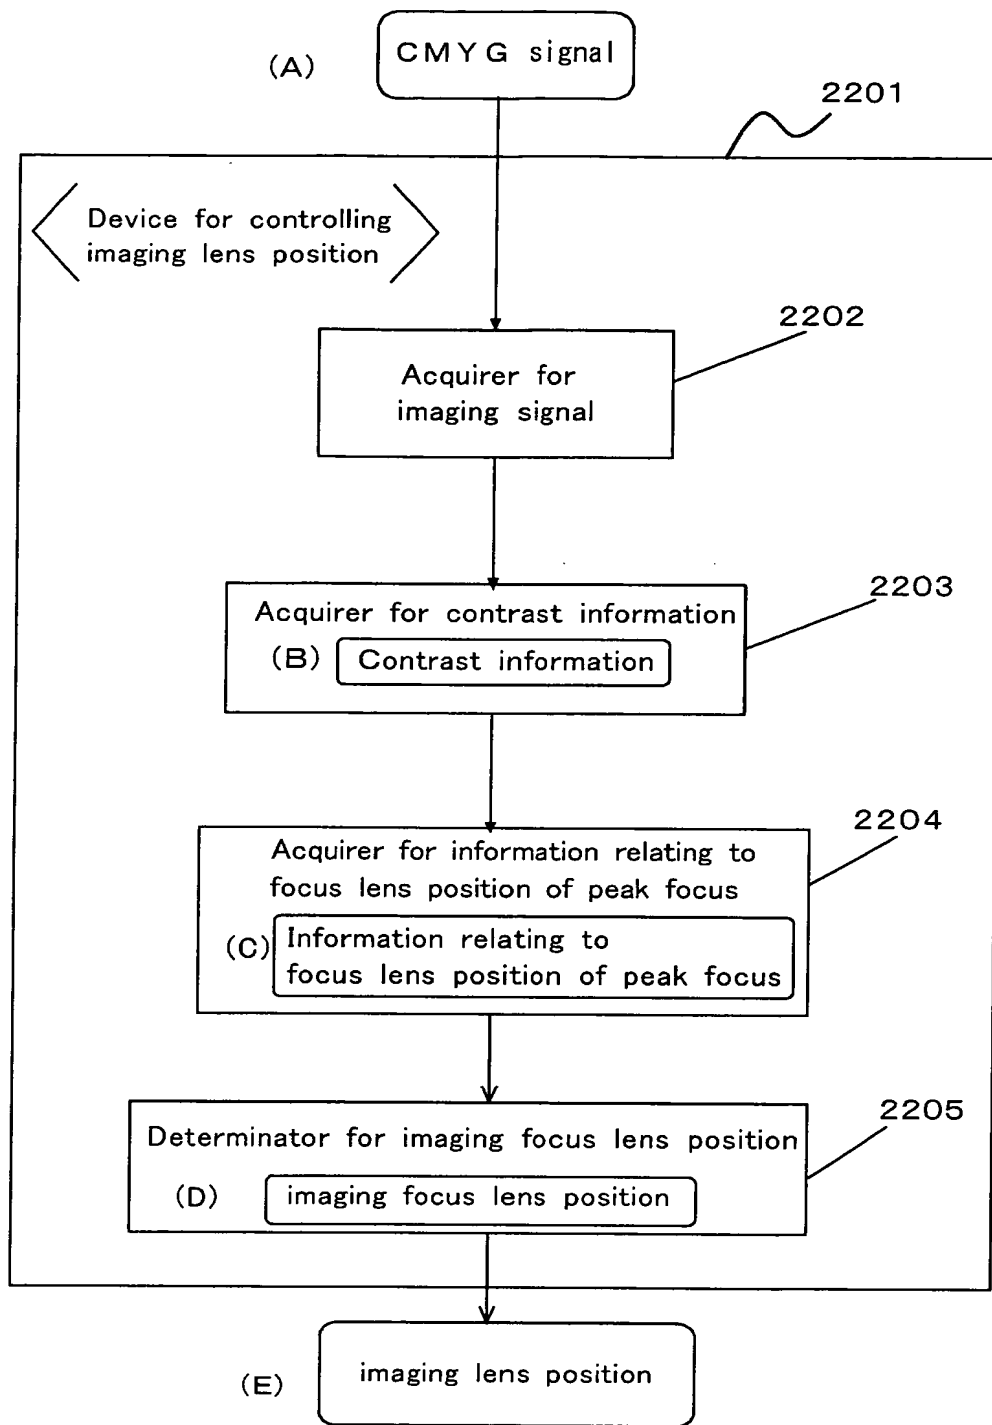 (A)
CMYG signal
2201
Device for controlling
imaging lens position
2202
Acquirer for
imaging signal
2203
Acquirer for contrast information
(B)
Contrast information
2204
Acquirer for information relating to
focus lens position of peak focus
(C)
Information relating to
focus lens position of peak focus
2205
Determinator for imaging focus lens position
(D)
imaging focus lens position
(E)
imaging lens position